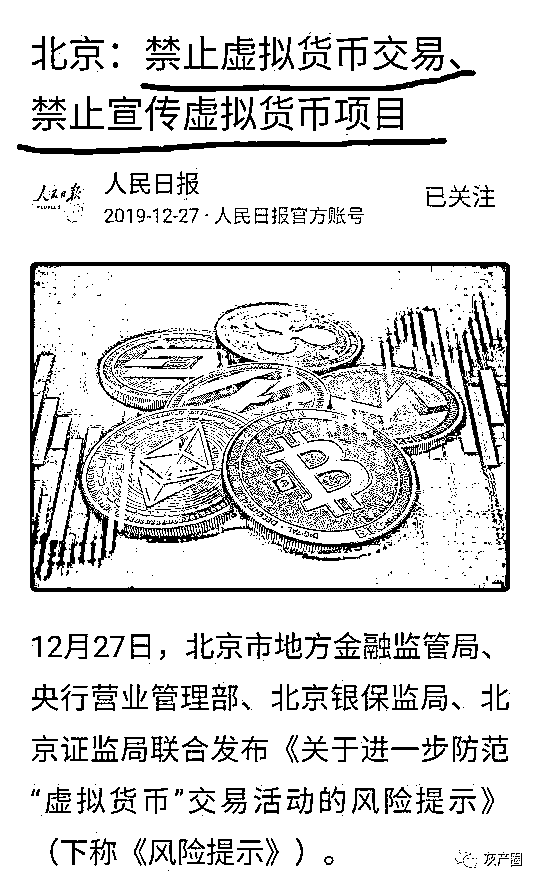 北京：禁止虚拟货币交易、
禁止宣传虚拟货币项目
人民日报
人民日报
2019-12-27 · 人民日报官方账号
已关注
12月27日，北京市地方金融监管局、
央行营业管理部、北京银保监局、北
京证监局联合发布《关于进一步防范
“虚拟货币”交易活动的风险提示》
（下称《风险提示》）。
灰产圈